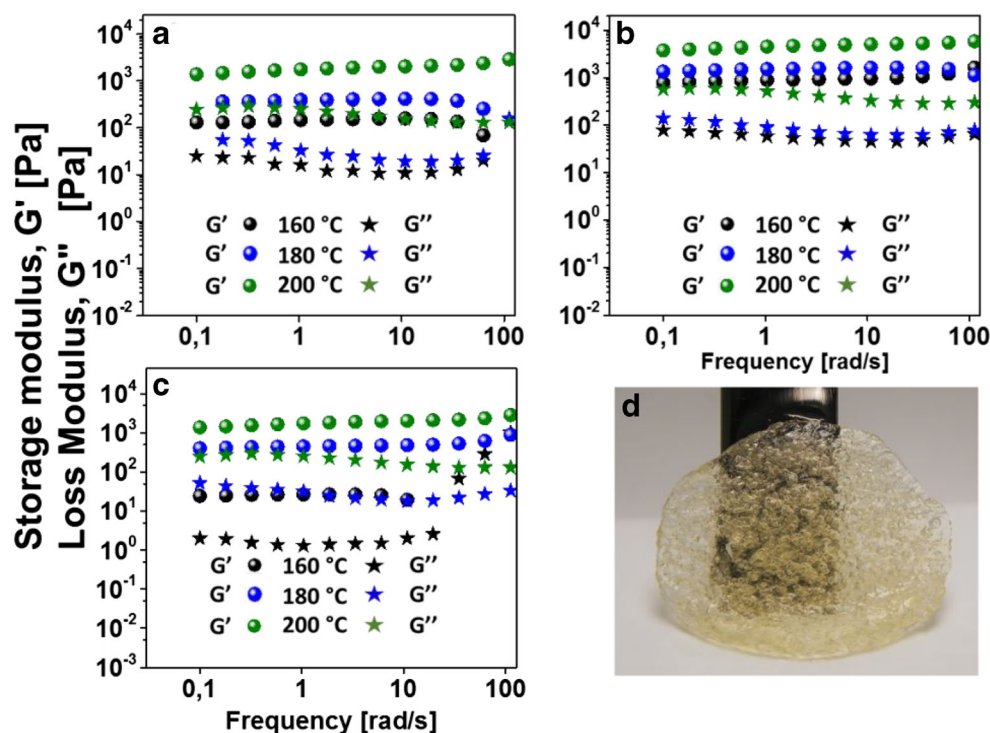 Storage modulus, G' [Pa]
Loss Modulus, G" [Pa]
a
10⁴
10³
10²
10¹
10⁰
10⁻¹
10⁻²
G' 160 °C G''
G' 180 °C G''
G' 200 °C G''
0,1 1 10 100
b
10⁴
10³
10²
10¹
10⁰
10⁻¹
10⁻²
G' 160 °C G''
G' 180 °C G''
G' 200 °C G''
0,1 1 10 100
Frequency [rad/s]
c
10⁴
10³
10²
10¹
10⁰
10⁻¹
10⁻²
10⁻³
G' 160 °C G''
G' 180 °C G''
G' 200 °C G''
0,1 1 10 100
Frequency [rad/s]
d